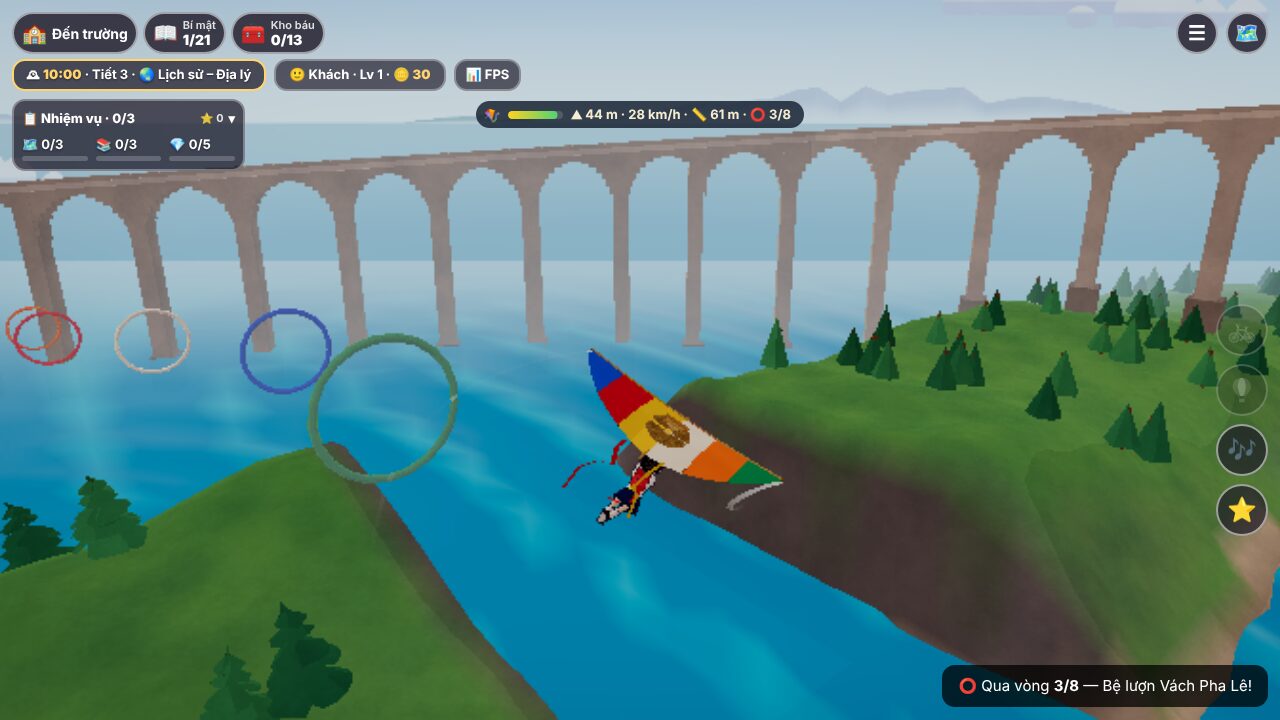 Đến trường
Bí mật
1/21
Kho báu
0/13
10:00 · Tiết 3 · Lịch sử – Địa lý
Khách · Lv 1 · 30
FPS
Nhiệm vụ · 0/3
0 ▾
0/3
0/3
0/5
▲ 44 m · 28 km/h · 61 m · 3/8
Qua vòng 3/8 — Bệ lượn Vách Pha Lê!